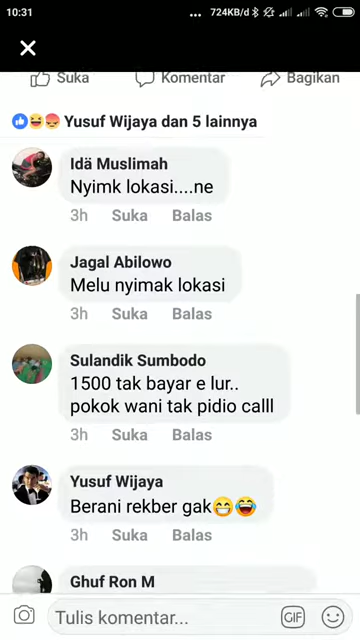 10:31
... 724KB/d
Suka Komentar Bagikan
Yusuf Wijaya dan 5 lainnya
Idä Muslimah
Nyimk lokasi....ne
3h Suka Balas
Jagal Abilowo
Melu nyimak lokasi
3h Suka Balas
Sulandik Sumbodo
1500 tak bayar e lur..
pokok wani tak pidio calll
3h Suka Balas
Yusuf Wijaya
Berani rekber gak😁😂
3h Suka Balas
Ghuf Ron M
Tulis komentar... GIF